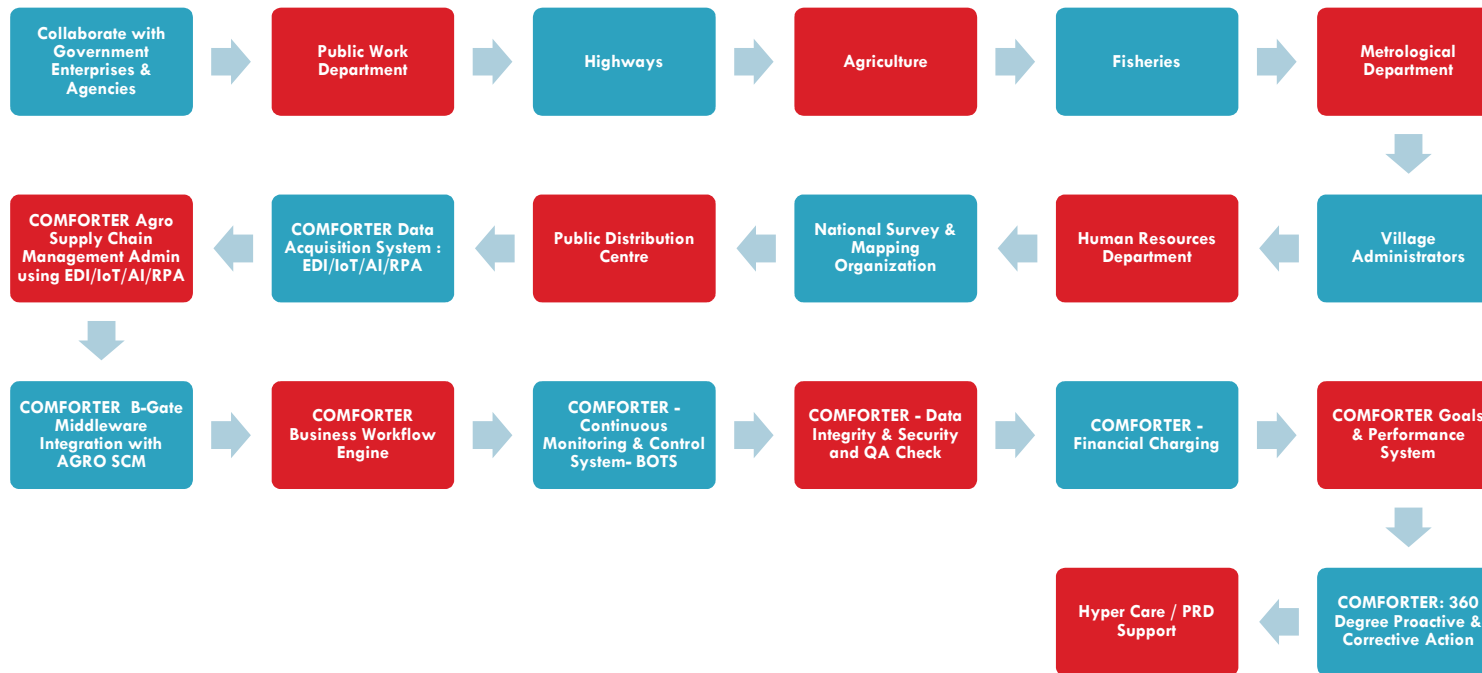 Collaborate with
Government
Enterprises &
Agencies
Public Work
Department
Highways
Agriculture
Fisheries
Metrological
Department
COMFORTER Agro
Supply Chain
Management Admin
using EDI/IoT/AI/RPA
COMFORTER Data
Acquisition System :
EDI/IoT/AI/RPA
Public Distribution
Centre
National Survey &
Mapping
Organization
Human Resources
Department
Village
Administrators
COMFORTER B-Gate
Middleware
Integration with
AGRO SCM
COMFORTER
Business Workflow
Engine
COMFORTER -
Continuous
Monitoring & Control
System- BOTS
COMFORTER - Data
Integrity & Security
and QA Check
COMFORTER -
Financial Charging
COMFORTER Goals
& Performance
System
Hyper Care / PRD
Support
COMFORTER: 360
Degree Proactive &
Corrective Action